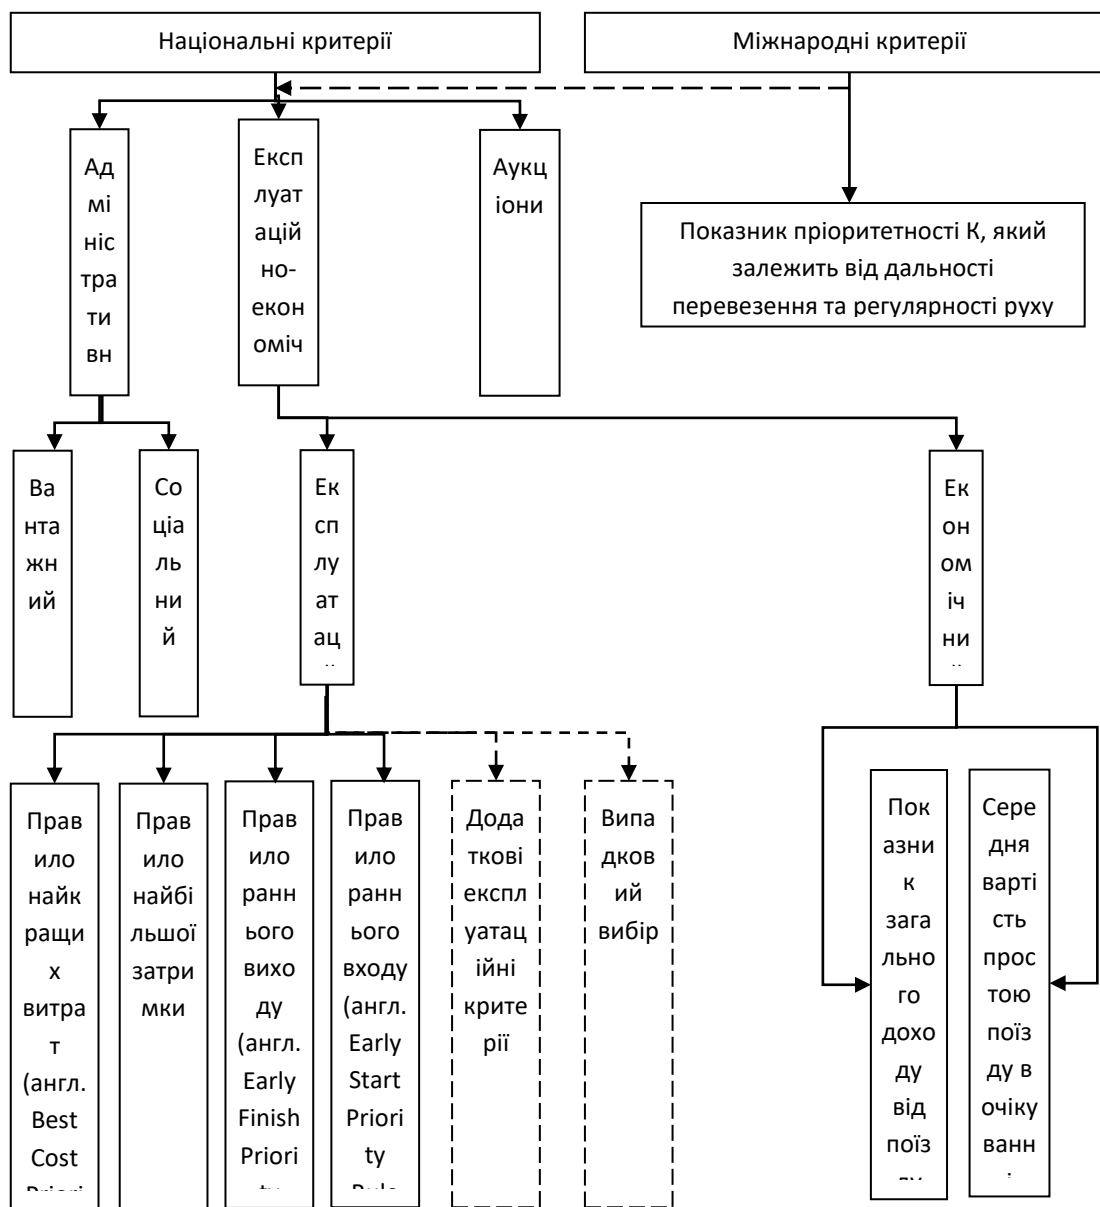 Національні критерії
Міжнародні критерії
Ад
мі
ніс
тра
ти
вн
Експ
луат
ацій
но-
екон
оміч
Аукц
іони
Показник пріоритетності К, який
залежить від дальності
перевезення та регулярності руху
Ва
нта
жн
ий
Со
ціа
ль
ни
й
Ек
сп
лу
ат
ац
Ек
он
ом
іч
ни
Прав
ило
найк
ращи
х
витра
т
(англ.
Best
Cost
Priori
Прав
ило
найбі
льшої
затри
мки
Прав
ило
ранн
ього
вихо
ду
(англ.
Early
Finish
Priori
Прав
ило
ранн
ього
входу
(англ.
Early
Start
Priori
ty
Rule
Дода
ткові
експл
уатац
ійні
крите
рії
Випа
дков
ий
вибір
Пок
азни
к
зага
льно
го
дохо
ду
від
поїз
Сере
дня
варті
сть
прос
тою
поїз
ду в
очіку
ванн